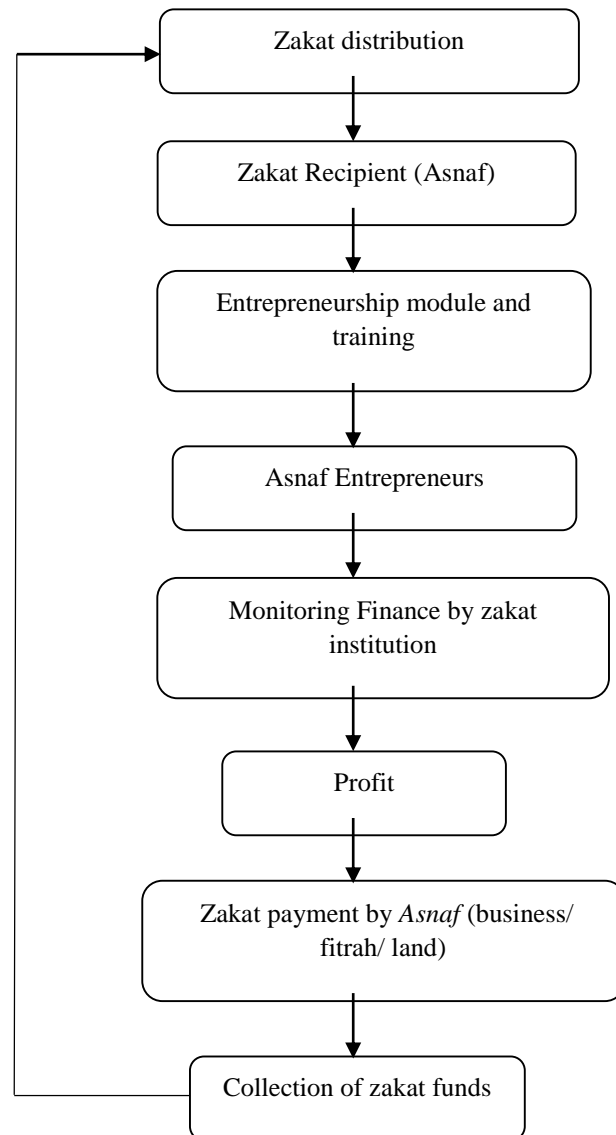 Zakat distribution
Zakat Recipient (Asnaf)
Entrepreneurship module and
training
Asnaf Entrepreneurs
Monitoring Finance by zakat
institution
Profit
Zakat payment by Asnaf (business/
fitrah/ land)
Collection of zakat funds